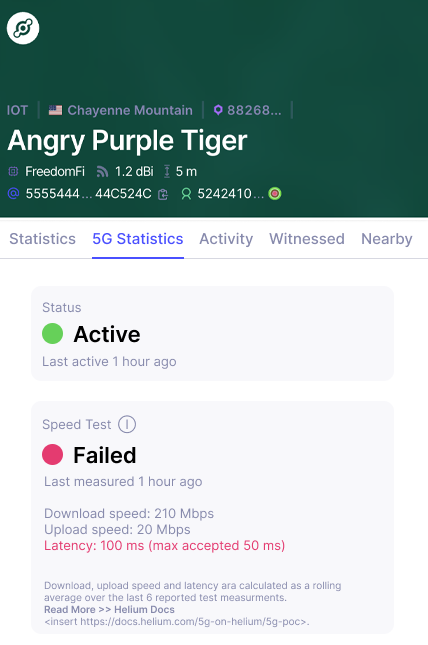 IOT
Chayenne Mountain
88268...
Angry Purple Tiger
FreedomFi
1.2 dBi
5 m
5555444...44C524C
5242410...
Statistics
5G Statistics
Activity
Witnessed
Nearby
Status
Active
Last active 1 hour ago
Speed Test
Failed
Last measured 1 hour ago
Download speed: 210 Mbps
Upload speed: 20 Mbps
Latency: 100 ms (max accepted 50 ms)
Download, upload speed and latency ara calculated as a rolling
average over the last 6 reported test measurments.
Read More >> Helium Docs
<insert https://docs.helium.com/5g-on-helium/5g-poc>.